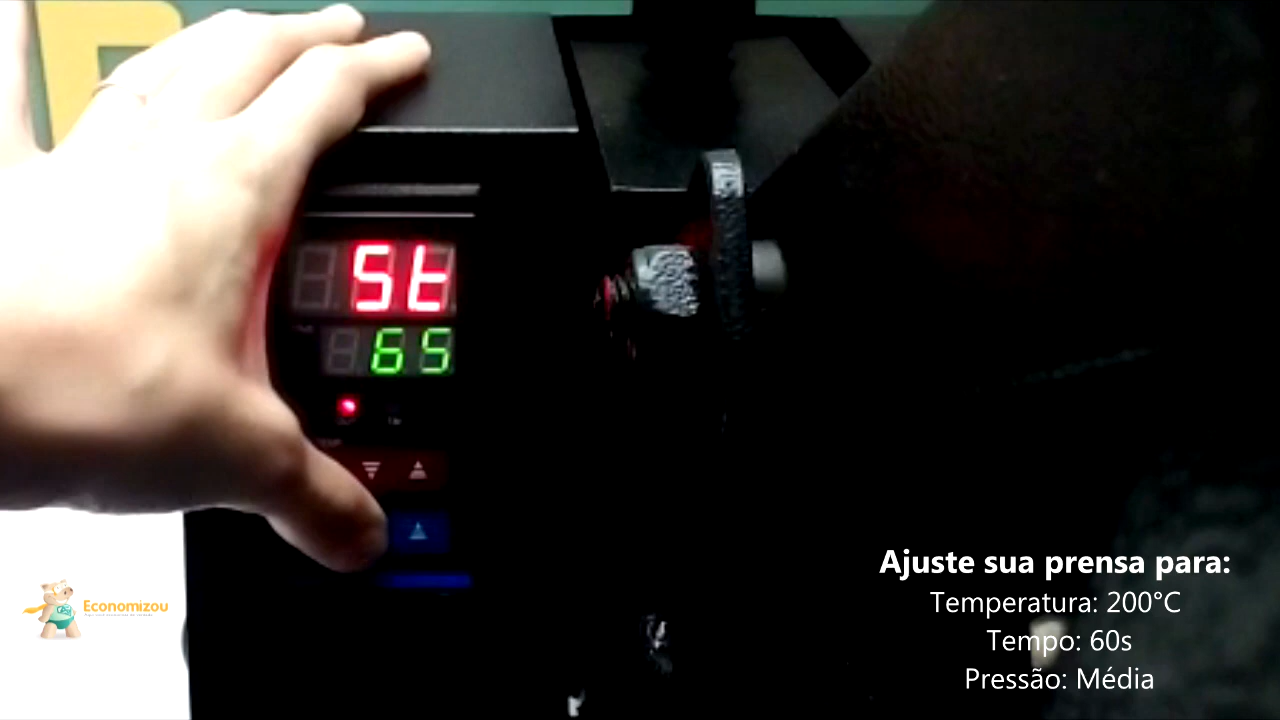 St
65
Economizou
Ajuste sua prensa para:
Temperatura: 200°C
Tempo: 60s
Pressão: Média